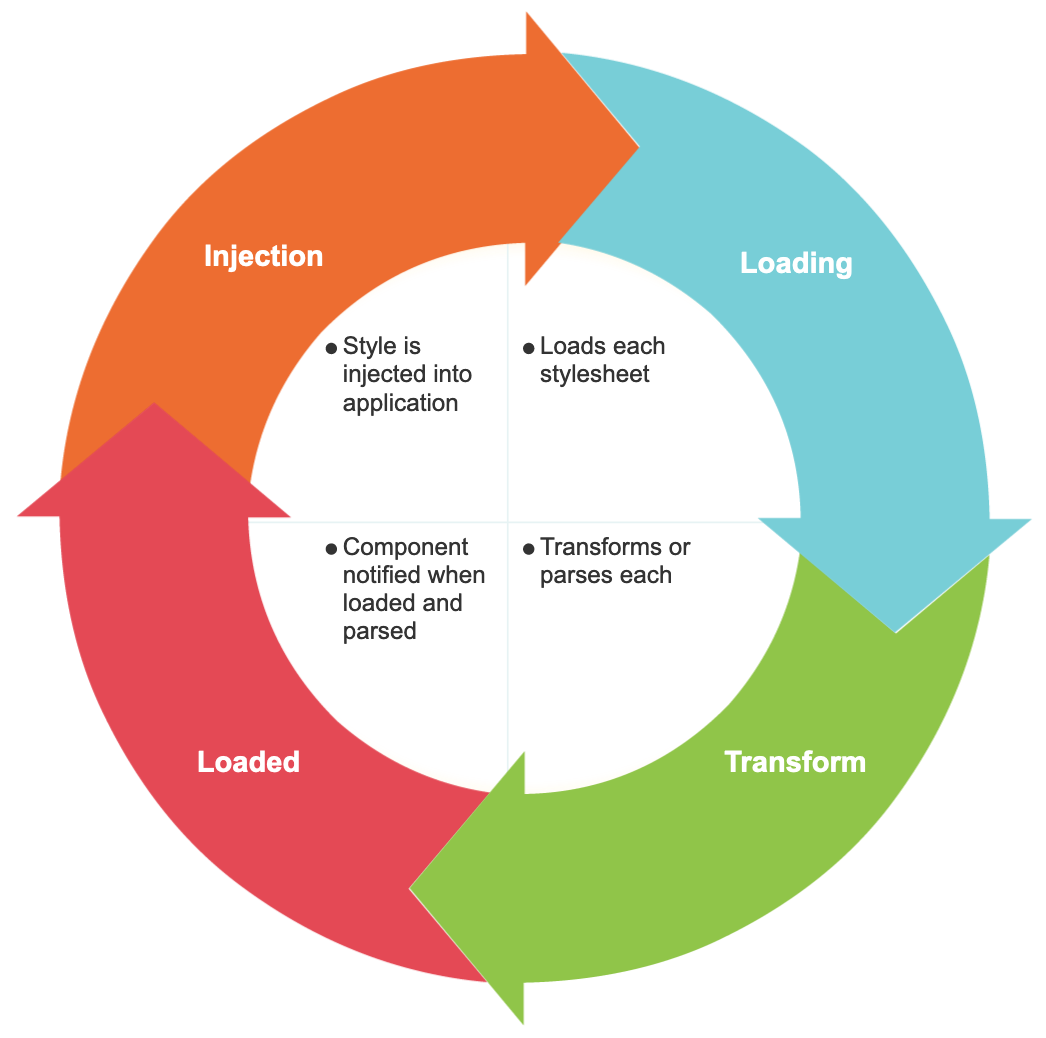 Injection
Loading
● Style is
injected into
application
● Loads each
stylesheet
● Component
notified when
loaded and
parsed
● Transforms or
parses each
Loaded
Transform